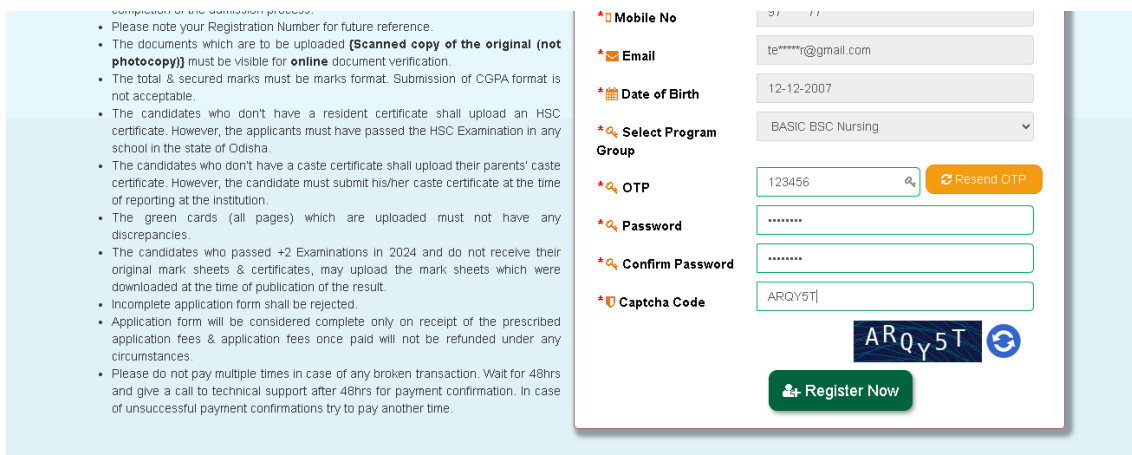 • Please note your Registration Number for future reference.
• The documents which are to be uploaded {Scanned copy of the original (not
photocopy)} must be visible for online document verification.
• The total & secured marks must be marks format. Submission of CGPA format is
not acceptable.
• The candidates who don't have a resident certificate shall upload an HSC
certificate. However, the applicants must have passed the HSC Examination in any
school in the state of Odisha.
• The candidates who don't have a caste certificate shall upload their parents' caste
certificate. However, the candidate must submit his/her caste certificate at the time
of reporting at the institution.
• The green cards (all pages) which are uploaded must not have any
discrepancies.
• The candidates who passed +2 Examinations in 2024 and do not receive their
original mark sheets & certificates, may upload the mark sheets which were
downloaded at the time of publication of the result.
• Incomplete application form shall be rejected.
• Application form will be considered complete only on receipt of the prescribed
application fees & application fees once paid will not be refunded under any
circumstances.
• Please do not pay multiple times in case of any broken transaction. Wait for 48hrs
and give a call to technical support after 48hrs for payment confirmation. In case
of unsuccessful payment confirmations try to pay another time.
* Mobile No
* Email te*****r@gmail.com
* Date of Birth 12-12-2007
* Select Program BASIC BSC Nursing
Group
* OTP 123456 Resend OTP
* Password ••••••••
* Confirm Password ••••••••
* Captcha Code ARQY5T
ARQY5T
Register Now